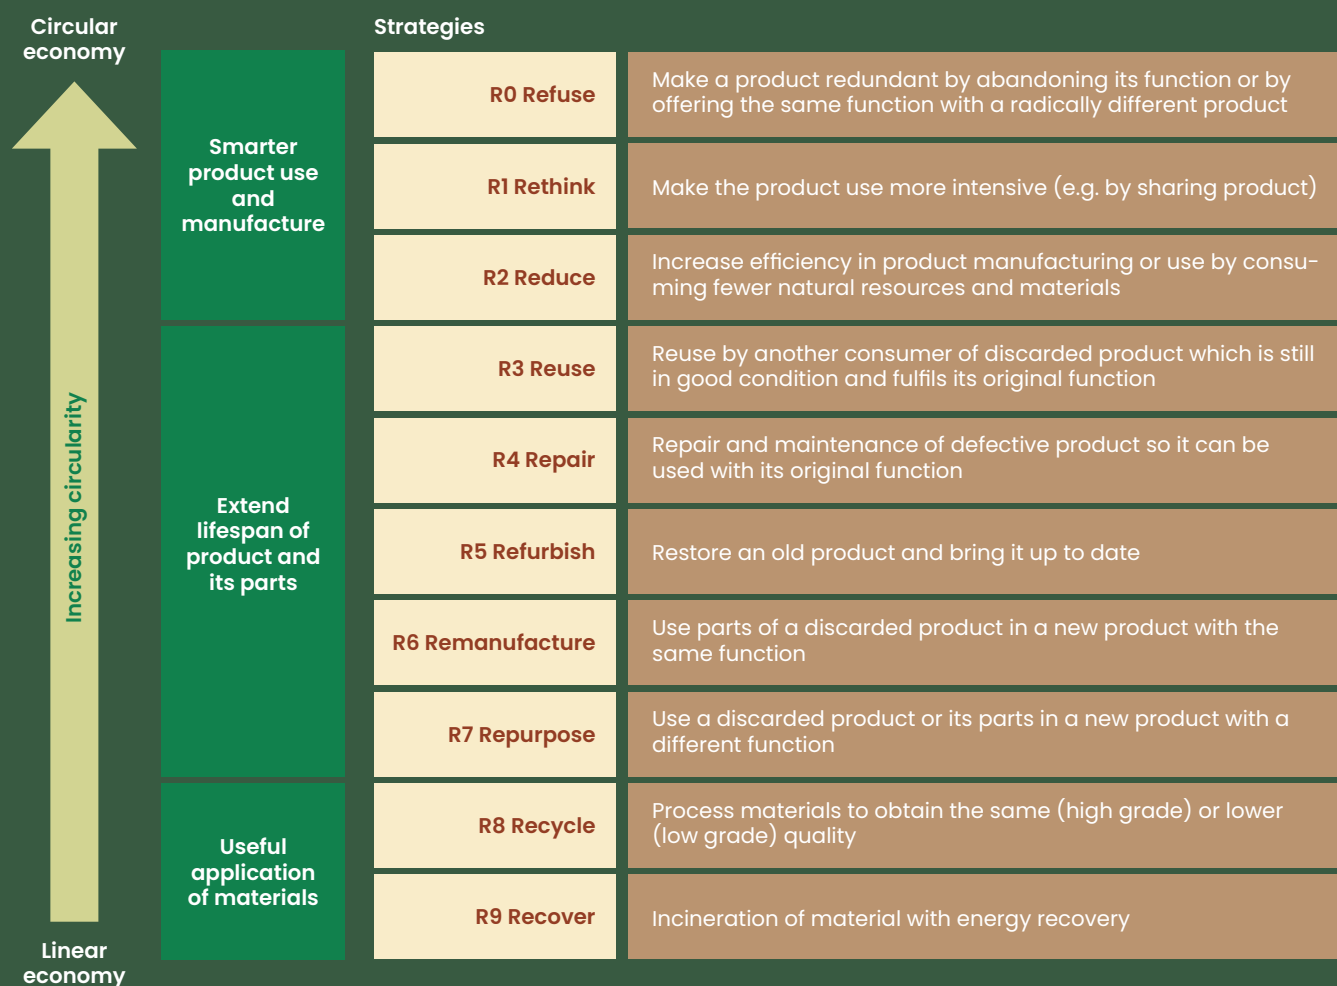 Circular
economy
Strategies
Smarter
product use
and
manufacture
R0 Refuse
Make a product redundant by abandoning its function or by
offering the same function with a radically different product
R1 Rethink
Make the product use more intensive (e.g. by sharing product)
R2 Reduce
Increase efficiency in product manufacturing or use by consu-
ming fewer natural resources and materials
Increasing circularity
Extend
lifespan of
product and
its parts
R3 Reuse
Reuse by another consumer of discarded product which is still
in good condition and fulfils its original function
R4 Repair
Repair and maintenance of defective product so it can be
used with its original function
R5 Refurbish
Restore an old product and bring it up to date
R6 Remanufacture
Use parts of a discarded product in a new product with the
same function
R7 Repurpose
Use a discarded product or its parts in a new product with a
different function
Useful
application
of materials
R8 Recycle
Process materials to obtain the same (high grade) or lower
(low grade) quality
R9 Recover
Incineration of material with energy recovery
Linear
economy